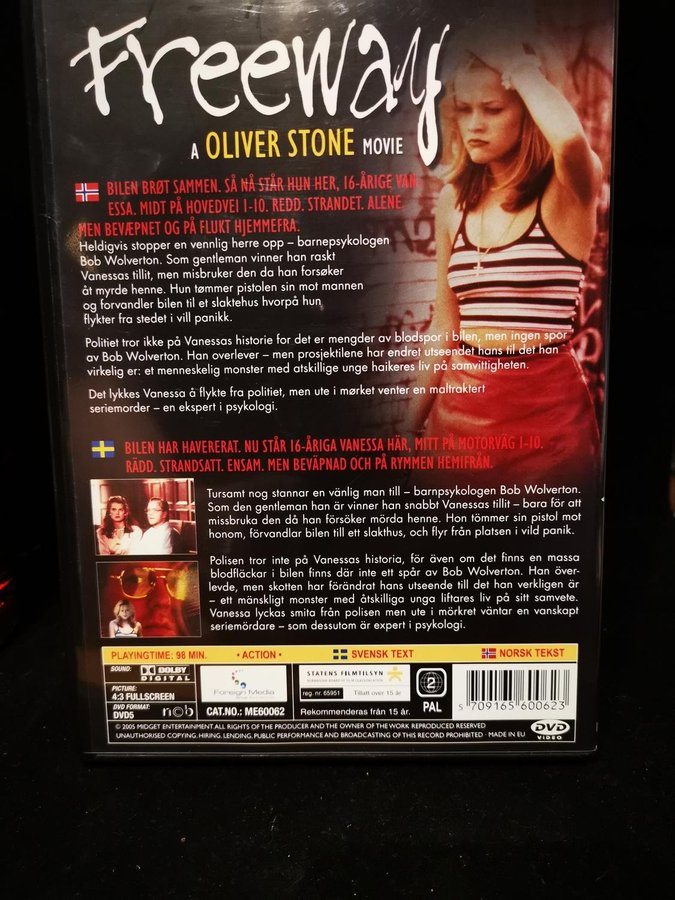 Freeway
A OLIVER STONE MOVIE
BILEN BRØT SAMMEN. SÅ NÅ STÅR HUN HER, 16-ÅRIGE VAN
ESSA. MIDT PÅ HOVEDVEI 1-10. REDD. STRANDET. ALENE
MEN BEVÆPNET OG PÅ FLUKT HJEMMEFRA.
Heldigvis stopper en vennlig herre opp – barnepsykologen
Bob Wolverton. Som gentleman vinner han raskt
Vanessas tillit, men misbruker den da han forsøker
åt myrde henne. Hun tømmer pistolen sin mot mannen
og forvandler bilen til et slaktehus hvorpå hun
flykter fra stedet i vill panikk.
Politiet tror ikke på Vanessas historie for det er mengder av blodspor i bilen, men ingen spor
av Bob Wolverton. Han overlever – men prosjektilene har endret utseendet hans til det han
virkelig er: et menneskelig monster med atskillige unge haikeres liv på samvittigheten.
Det lykkes Vanessa å flykte fra politiet, men ute i mørket venter en maltraktert
seriemorder – en ekspert i psykologi.
BILEN HAR HAVERERAT. NU STÅR 16-ÅRIGA VANESSA HÄR, MITT PÅ MOTORVÄG 1-10.
RÄDD. STRANDSATT. ENSAM. MEN BEVÄPNAD OCH PÅ RYMMEN HEMIFRÅN.
Tursamt nog stannar en vänlig man till – barnpsykologen Bob Wolverton.
Som den gentleman han är vinner han snabbt Vanessas tillit – bara för att
missbruka den då han försöker mörda henne. Hon tömmer sin pistol mot
honom, förvandlar bilen till ett slakthus, och flyr från platsen i vild panik.
Polisen tror inte på Vanessas historia, för även om det finns en massa
blodfläckar i bilen finns där inte ett spår av Bob Wolverton. Han över-
levde, men skotten har förändrat hans utseende till det han verkligen är
– ett mänskligt monster med åtskilliga unga liftares liv på sitt samvete.
Vanessa lyckas smita från polisen men ute i mörkret väntar en vanskapt
seriemördare – som dessutom är expert i psykologi.
PLAYINGTIME: 98 MIN. • ACTION • SVENSK TEXT NORSK TEKST
SOUND: DOLBY
DIGITAL
PICTURE:
4:3 FULLSCREEN
DVD FORMAT:
DVD5 ncb
Foreign Media
CAT.NO.: ME60062
STATENS FILMTILSYN
reg. nr. 65951 Tillatt over 15 år
Rekommenderas från 15 år.
2
PAL
5 709165 600623
DVD
VIDEO
© 2005 MIDGET ENTERTAINMENT. ALL RIGHTS OF THE PRODUCER AND THE OWNER OF THE WORK REPRODUCED RESERVED
UNAUTHORISED COPYING. HIRING. LENDING. PUBLIC PERFORMANCE AND BROADCASTING OF THIS RECORD PROHIBITED · MADE IN EU